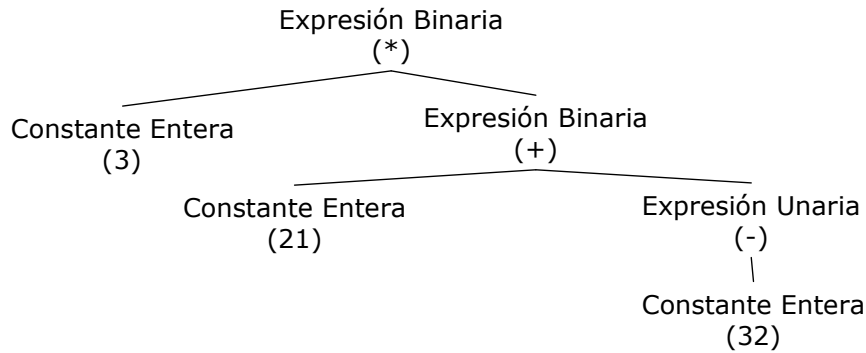 Expresión Binaria
(*)
Constante Entera
(3)
Expresión Binaria
(+)
Constante Entera
(21)
Expresión Unaria
(-)
Constante Entera
(32)